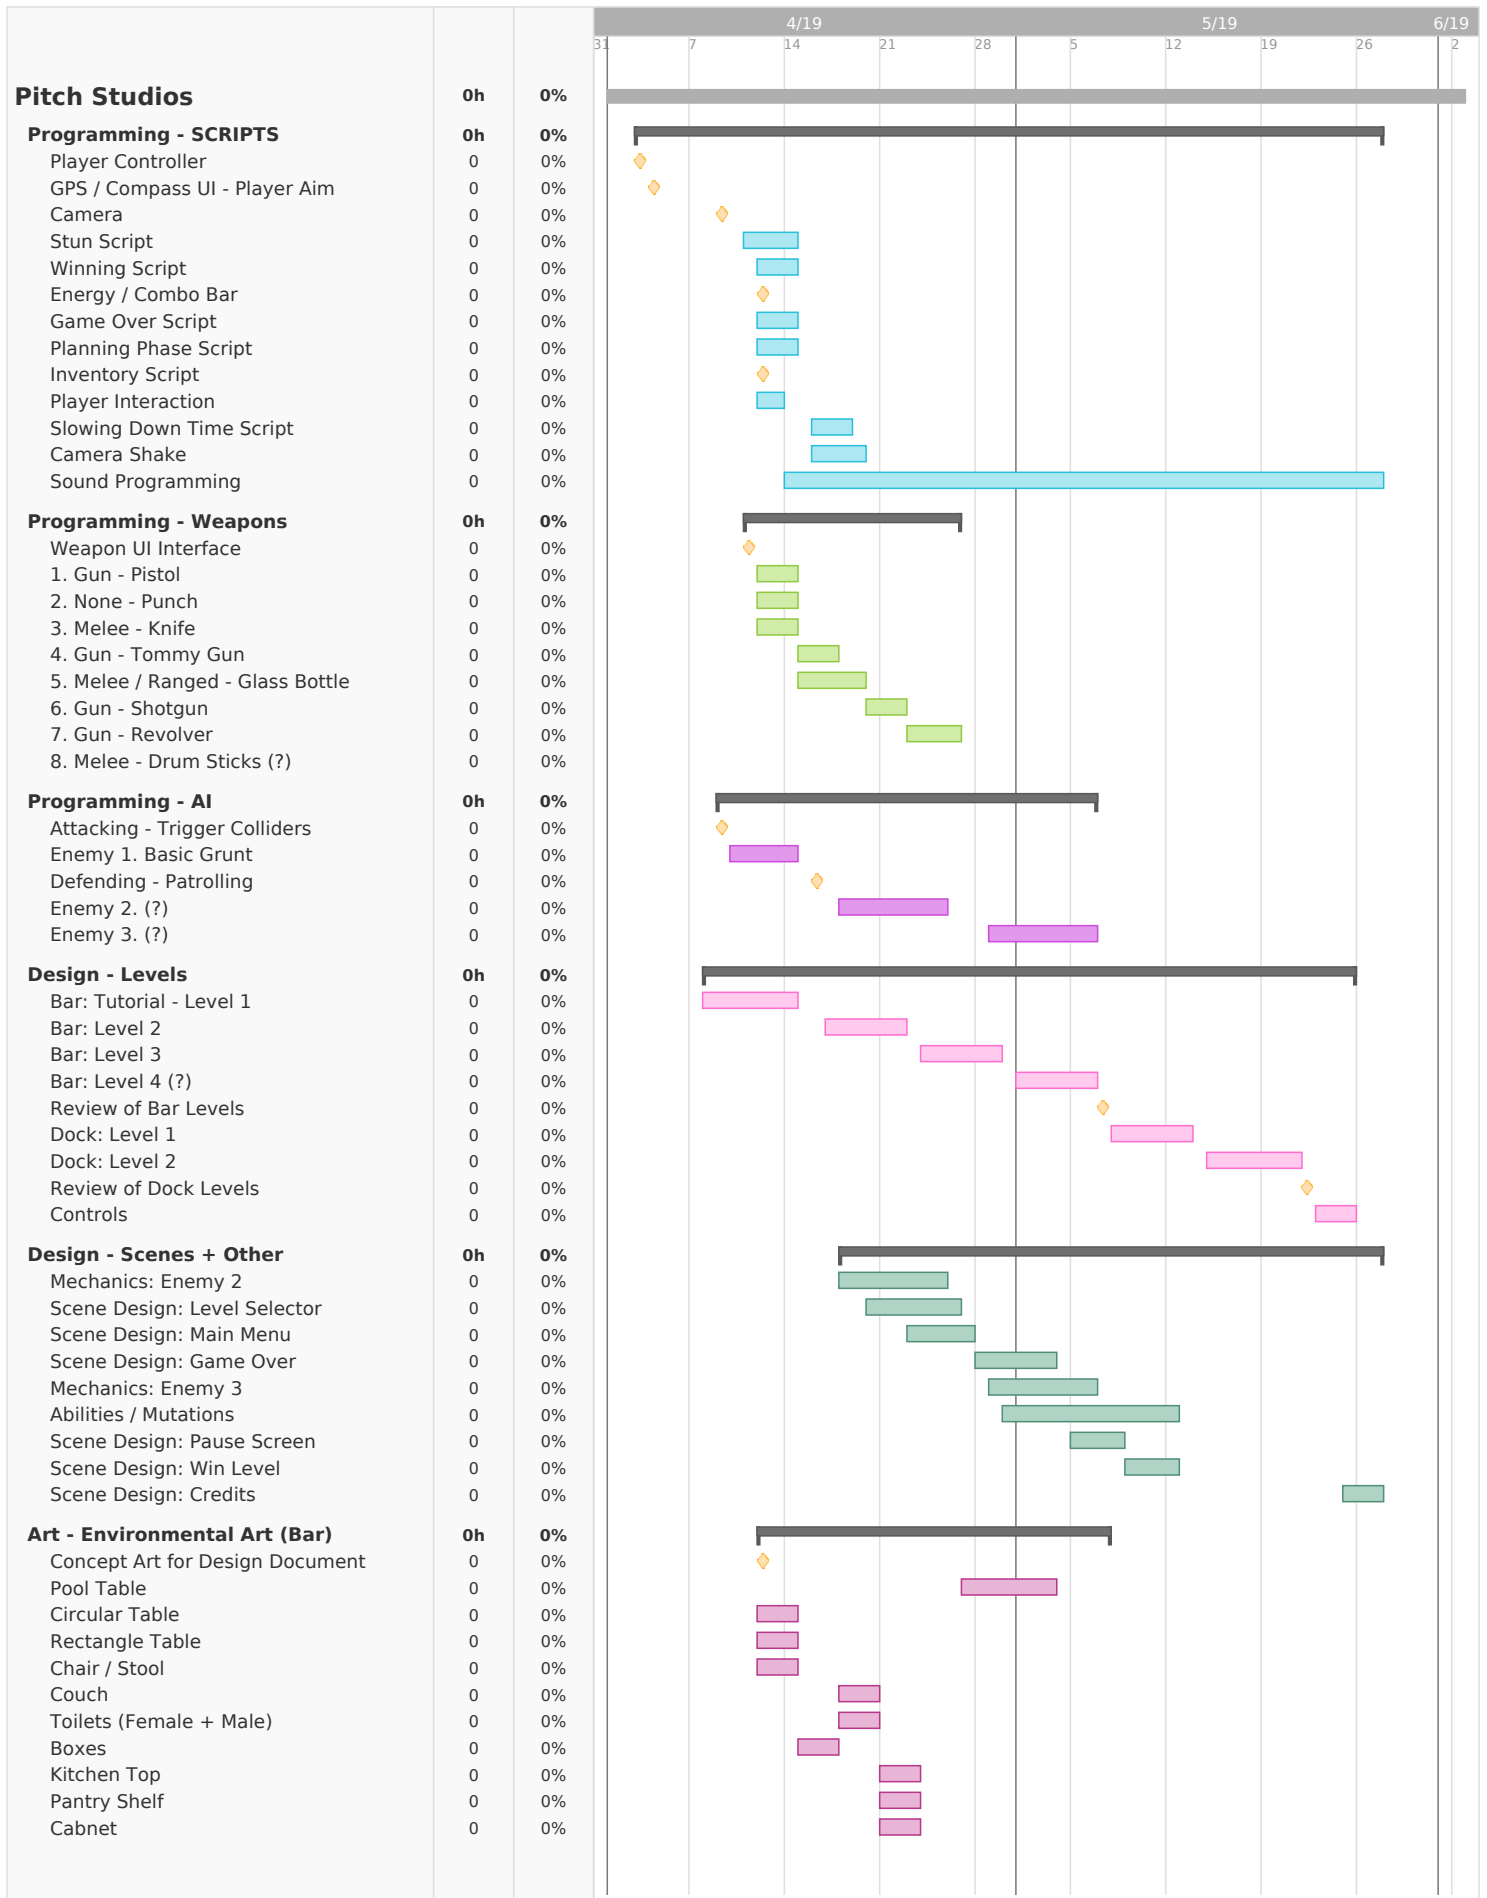 4/19 5/19 6/19
31 7 14 21 28 5 12 19 26 2
Pitch Studios 0h 0%
Programming - SCRIPTS 0h 0%
Player Controller 0 0%
GPS / Compass UI - Player Aim 0 0%
Camera 0 0%
Stun Script 0 0%
Winning Script 0 0%
Energy / Combo Bar 0 0%
Game Over Script 0 0%
Planning Phase Script 0 0%
Inventory Script 0 0%
Player Interaction 0 0%
Slowing Down Time Script 0 0%
Camera Shake 0 0%
Sound Programming 0 0%
Programming - Weapons 0h 0%
Weapon UI Interface 0 0%
1. Gun - Pistol 0 0%
2. None - Punch 0 0%
3. Melee - Knife 0 0%
4. Gun - Tommy Gun 0 0%
5. Melee / Ranged - Glass Bottle 0 0%
6. Gun - Shotgun 0 0%
7. Gun - Revolver 0 0%
8. Melee - Drum Sticks (?) 0 0%
Programming - AI 0h 0%
Attacking - Trigger Colliders 0 0%
Enemy 1. Basic Grunt 0 0%
Defending - Patrolling 0 0%
Enemy 2. (?) 0 0%
Enemy 3. (?) 0 0%
Design - Levels 0h 0%
Bar: Tutorial - Level 1 0 0%
Bar: Level 2 0 0%
Bar: Level 3 0 0%
Bar: Level 4 (?) 0 0%
Review of Bar Levels 0 0%
Dock: Level 1 0 0%
Dock: Level 2 0 0%
Review of Dock Levels 0 0%
Controls 0 0%
Design - Scenes + Other 0h 0%
Mechanics: Enemy 2 0 0%
Scene Design: Level Selector 0 0%
Scene Design: Main Menu 0 0%
Scene Design: Game Over 0 0%
Mechanics: Enemy 3 0 0%
Abilities / Mutations 0 0%
Scene Design: Pause Screen 0 0%
Scene Design: Win Level 0 0%
Scene Design: Credits 0 0%
Art - Environmental Art (Bar) 0h 0%
Concept Art for Design Document 0 0%
Pool Table 0 0%
Circular Table 0 0%
Rectangle Table 0 0%
Chair / Stool 0 0%
Couch 0 0%
Toilets (Female + Male) 0 0%
Boxes 0 0%
Kitchen Top 0 0%
Pantry Shelf 0 0%
Cabnet 0 0%